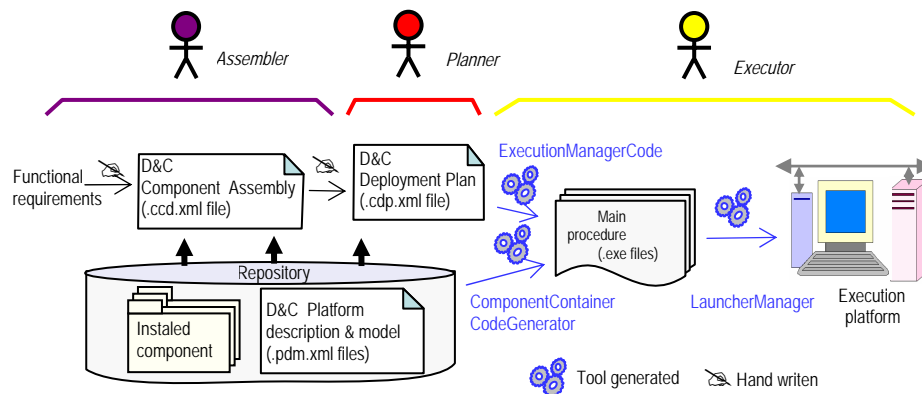 Assembler
Planner
Executor
Functional
requirements
D&C
Component Assembly
(.ccd.xml file)
D&C
Deployment Plan
(.cdp.xml file)
ExecutionManagerCode
Main
procedure
(.exe files)
Repository
Instaled
component
D&C Platform
description & model
(.pdm.xml files)
ComponentContainer
CodeGenerator
LauncherManager
Execution
platform
Tool generated
Hand writen